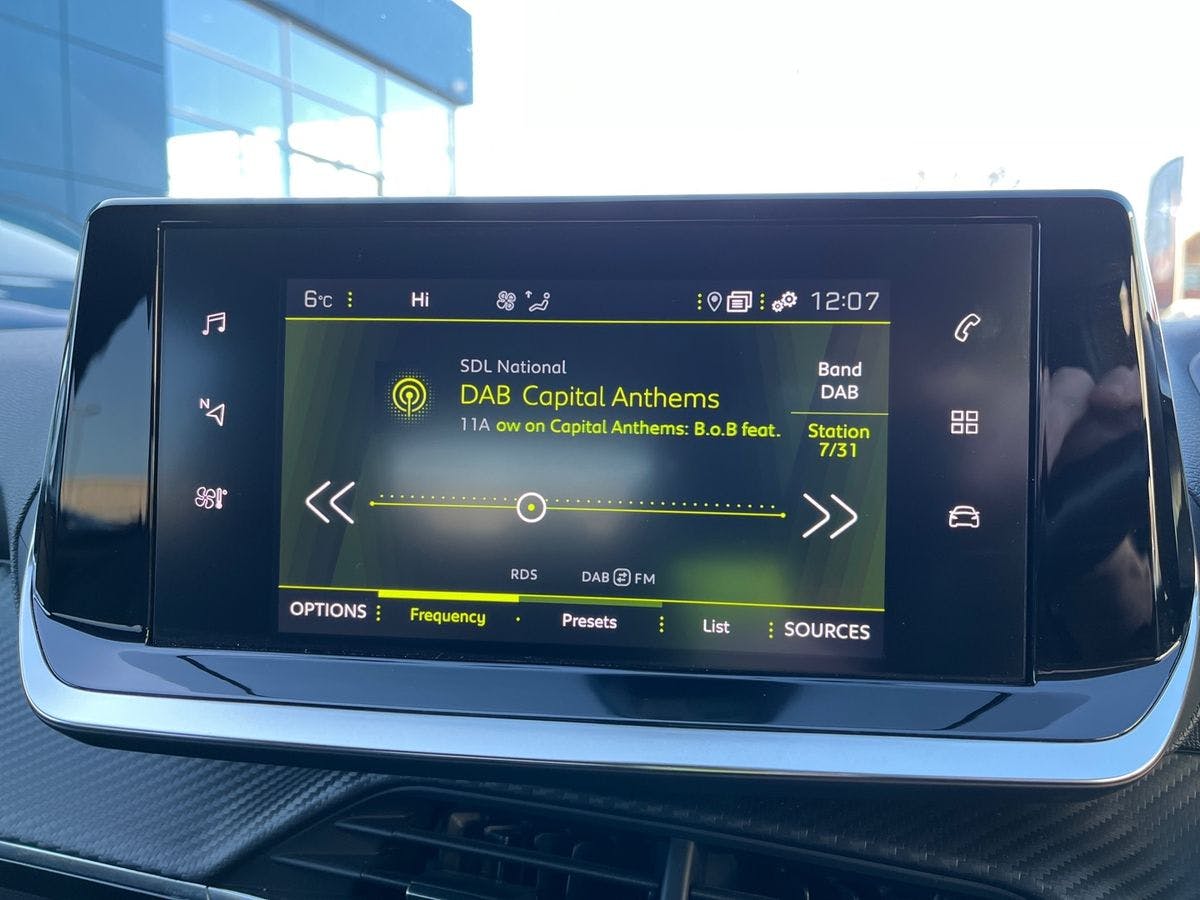 6°C Hi 12:07
SDL National
DAB Capital Anthems
11A ow on Capital Anthems: B.o.B feat.
Band
DAB
Station
7/31
N
RDS DAB FM
OPTIONS Frequency Presets List SOURCES